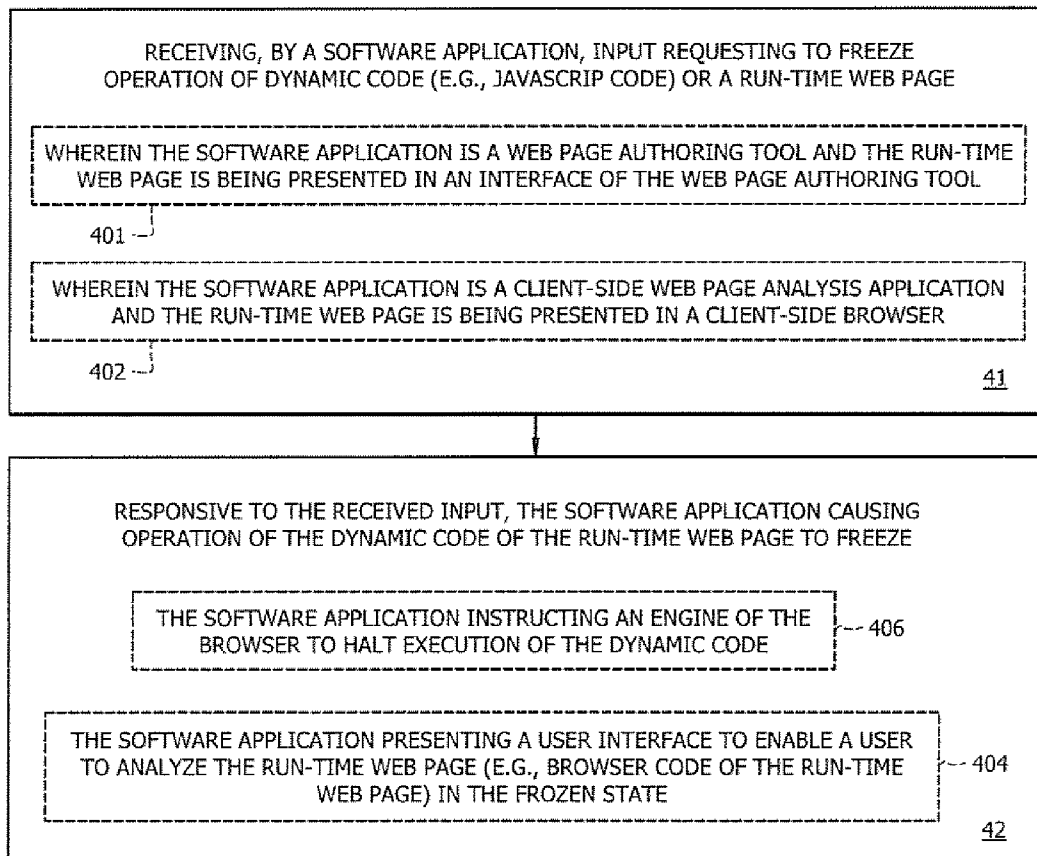 RECEIVING, BY A SOFTWARE APPLICATION, INPUT REQUESTING TO FREEZE
OPERATION OF DYNAMIC CODE (E.G., JAVASCRIP CODE) OR A RUN-TIME WEB PAGE
WHEREIN THE SOFTWARE APPLICATION IS A WEB PAGE AUTHORING TOOL AND THE RUN-TIME
WEB PAGE IS BEING PRESENTED IN AN INTERFACE OF THE WEB PAGE AUTHORING TOOL
401
WHEREIN THE SOFTWARE APPLICATION IS A CLIENT-SIDE WEB PAGE ANALYSIS APPLICATION
AND THE RUN-TIME WEB PAGE IS BEING PRESENTED IN A CLIENT-SIDE BROWSER
402
41
RESPONSIVE TO THE RECEIVED INPUT, THE SOFTWARE APPLICATION CAUSING
OPERATION OF THE DYNAMIC CODE OF THE RUN-TIME WEB PAGE TO FREEZE
THE SOFTWARE APPLICATION INSTRUCTING AN ENGINE OF THE
BROWSER TO HALT EXECUTION OF THE DYNAMIC CODE
406
THE SOFTWARE APPLICATION PRESENTING A USER INTERFACE TO ENABLE A USER
TO ANALYZE THE RUN-TIME WEB PAGE (E.G., BROWSER CODE OF THE RUN-TIME
WEB PAGE) IN THE FROZEN STATE
404
42